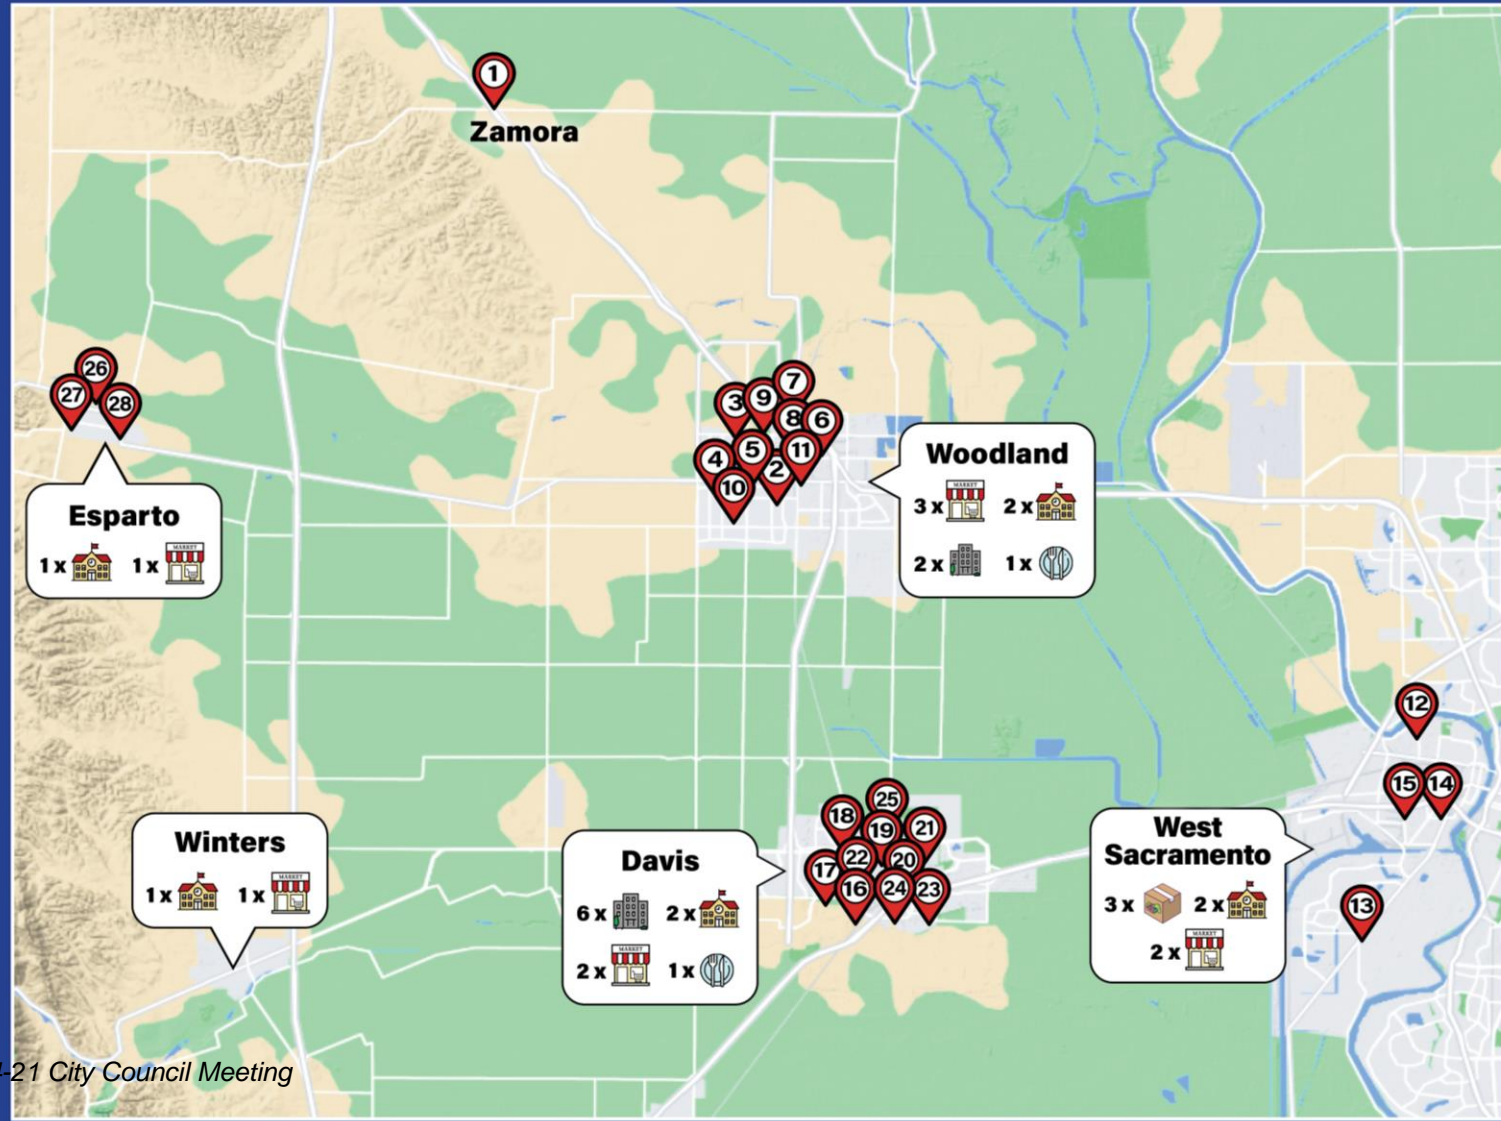 1
Zamora
26
27
28
Esparto
1 x 1 x
MARKET
7
3 9
8 6
4 5 11
2
10
Woodland
3 x 2 x
MARKET
2 x 1 x
12
15 14
13
West
Sacramento
3 x 2 x
2 x
MARKET
25
18 19 21
17 22 20
16 24 23
Davis
6 x 2 x
2 x 1 x
MARKET
Winters
1 x 1 x
MARKET
-21 City Council Meeting